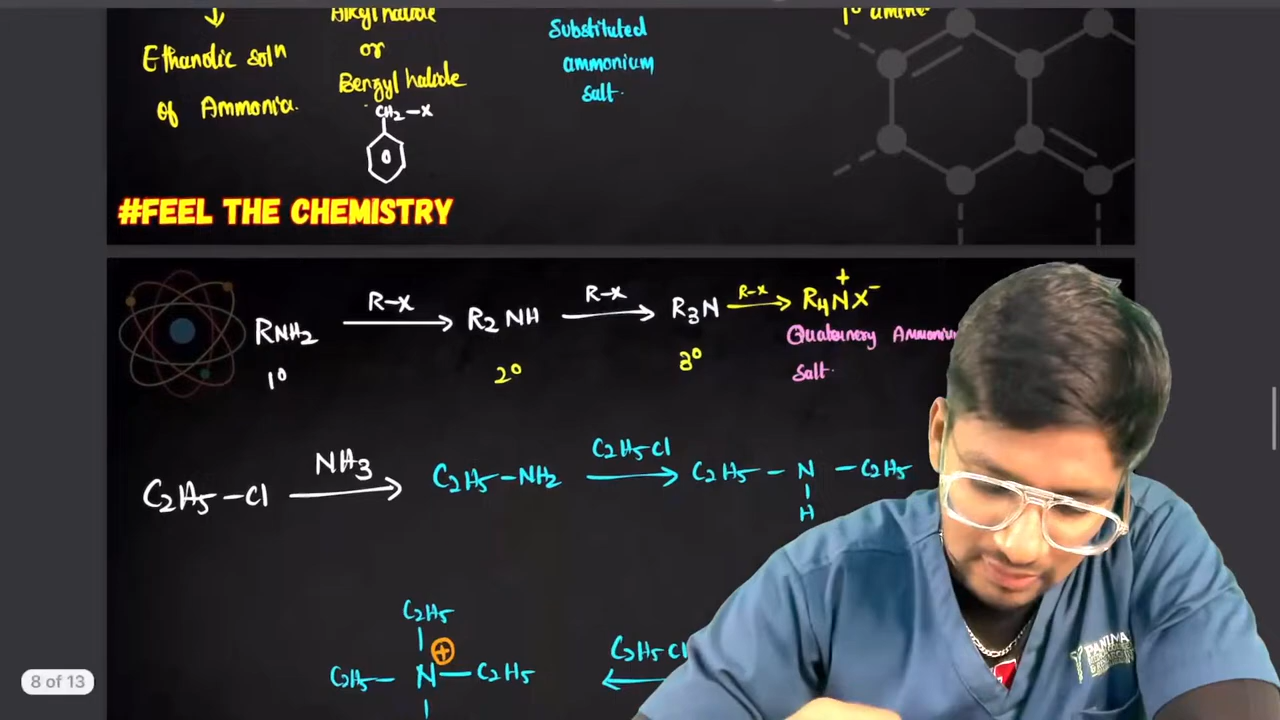 Alkyl halide
1° amine
Substituted
Ethanolic solⁿ
or
ammonium
Benzyl halide
salt.
of Ammonia.
CH₂-X
#FEEL THE CHEMISTRY
RNH₂ R-X R₂NH R-X R₃N R-X R₄N⁺X⁻
1° 2° 3°
Quaternary Ammonium
Salt.
C₂H₅-Cl NH₃ C₂H₅-NH₂ C₂H₅Cl C₂H₅-N-C₂H₅
H
C₂H₅
+
C₂H₅-N-C₂H₅ C₂H₅Cl
8 of 13